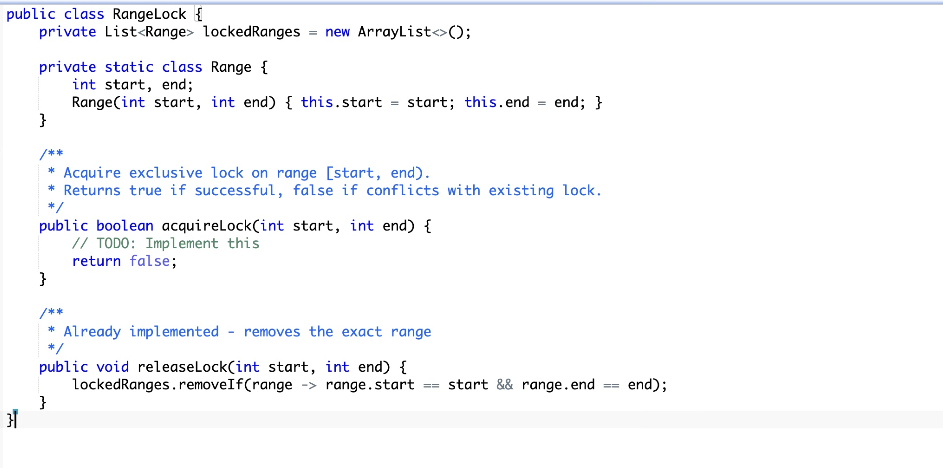 public class RangeLock {
    private List<Range> lockedRanges = new ArrayList<>();

    private static class Range {
        int start, end;
        Range(int start, int end) { this.start = start; this.end = end; }
    }

    /**
     * Acquire exclusive lock on range [start, end).
     * Returns true if successful, false if conflicts with existing lock.
     */
    public boolean acquireLock(int start, int end) {
        // TODO: Implement this
        return false;
    }

    /**
     * Already implemented - removes the exact range
     */
    public void releaseLock(int start, int end) {
        lockedRanges.removeIf(range -> range.start == start && range.end == end);
    }
}